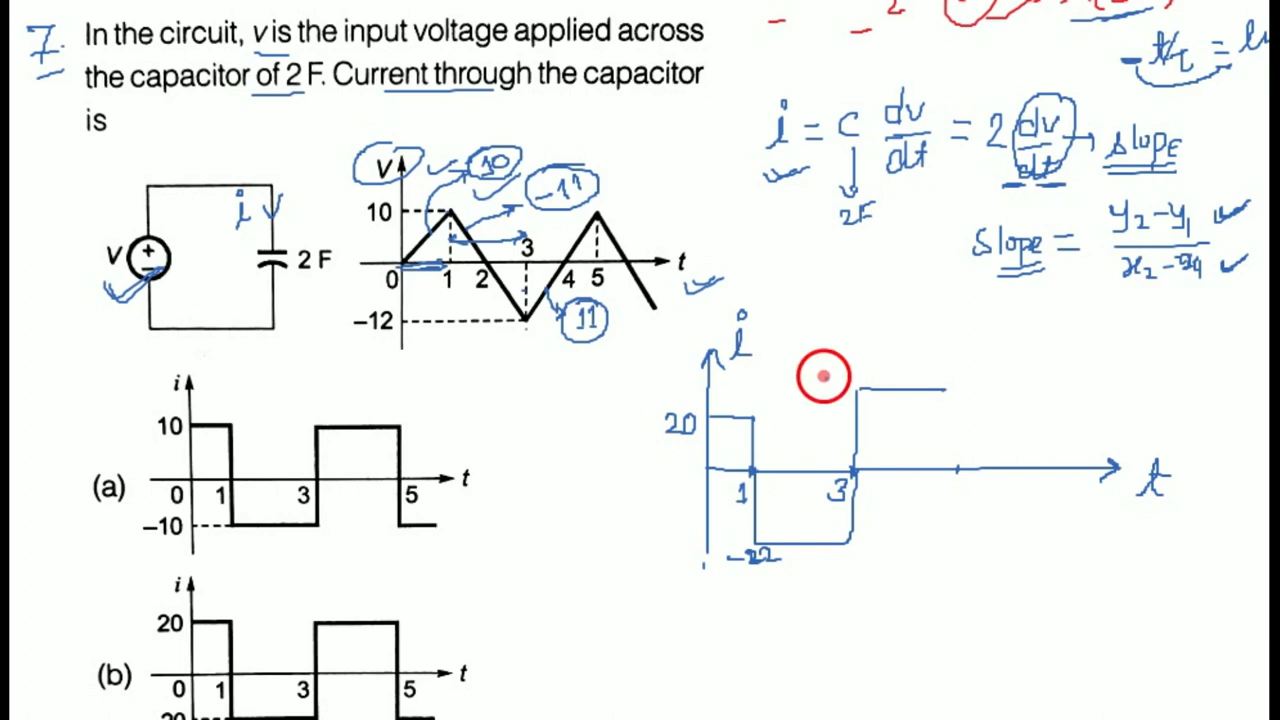 7. In the circuit, v is the input voltage applied across
the capacitor of 2 F. Current through the capacitor
is
- t/τ =
i = C dv/dt = 2 dv/dt → slope
2F
slope = y2 - y1 / x2 - x1
v
10
-11
10
3
0 1 2 4 5 t
-12
11
i
v + - 2 F
i
10
(a) 0 1 3 5 t
-10
i
20
(b) 0 1 3 5 t
i
20
1 3 t
-22